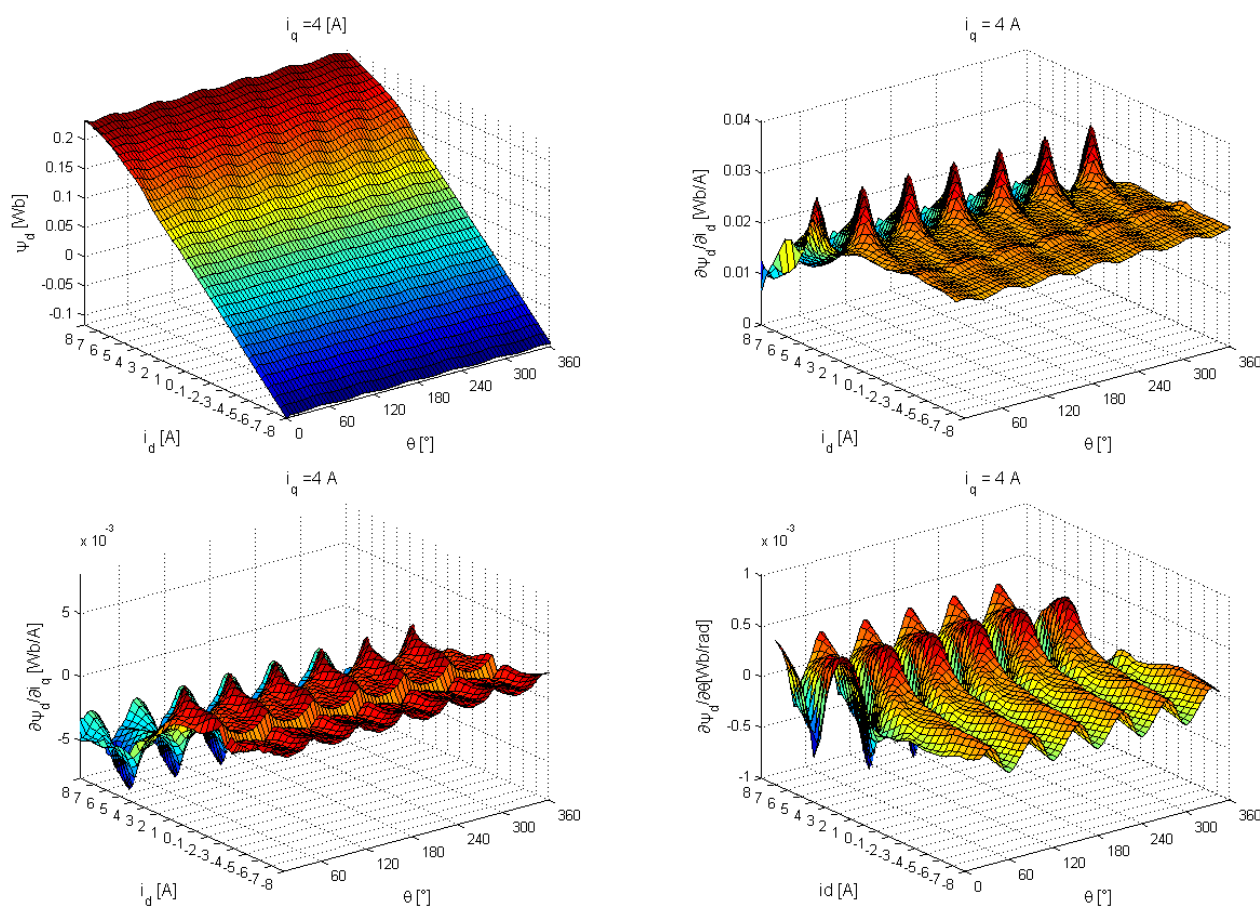 i_q =4 [A]
0.2
0.15
0.1
0.05
0
-0.05
-0.1
ψ_d [Wb]
8 7 6 5 4 3 2 1 0 -1 -2 -3 -4 -5 -6 -7 -8
i_d [A]
0 60 120 180 240 300 360
θ [°]
i_q = 4 A
0.04
0.03
0.02
0.01
0
∂ψ_d/∂i_d [Wb/A]
8 7 6 5 4 3 2 1 0 -1 -2 -3 -4 -5 -6 -7 -8
i_d [A]
60 120 180 240 300 360
θ [°]
i_q =4 A
x 10^-3
5
0
-5
∂ψ_d/∂i_q [Wb/A]
8 7 6 5 4 3 2 1 0 -1 -2 -3 -4 -5 -6 -7 -8
i_d [A]
60 120 180 240 300 360
θ [°]
i_q = 4 A
x 10^-3
1
0.5
0
-0.5
-1
∂ψ_d/∂θ[Wb/rad]
8 7 6 5 4 3 2 1 0 -1 -2 -3 -4 -5 -6 -7 -8
id [A]
0 60 120 180 240 300 360
θ [°]